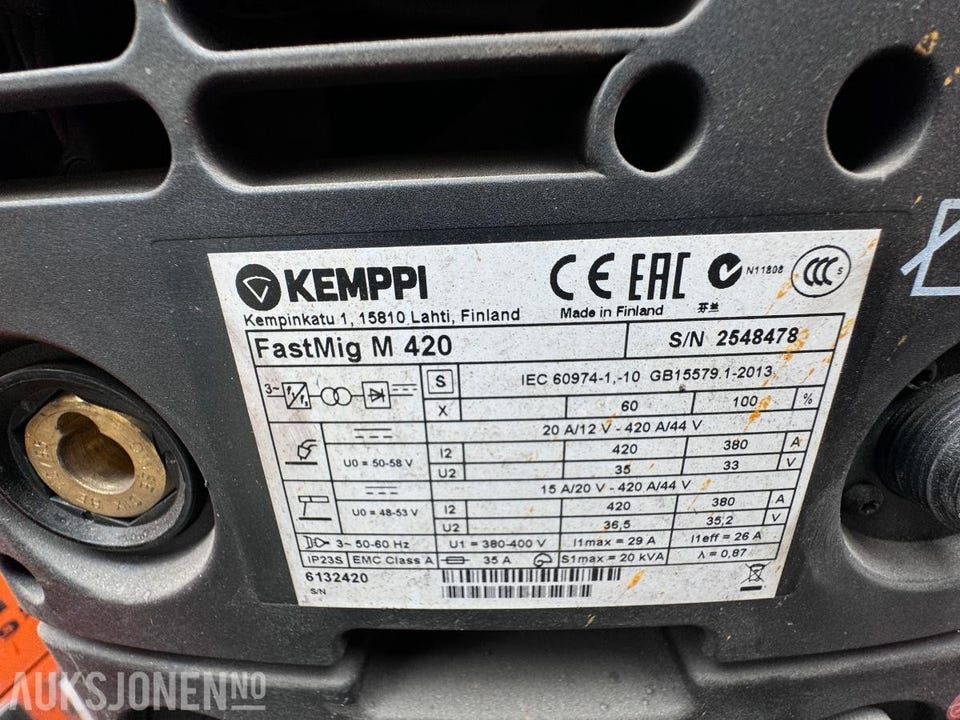 KEMPPI CE EAC N11808 CCC S
Kempinkatu 1, 15810 Lahti, Finland Made in Finland 芬兰
FastMig M 420 S/N 2548478
3~ S IEC 60974-1,-10 GB15579.1-2013
X 60 100 %
20 A/12 V - 420 A/44 V
U0 = 50-58 V I2 420 380 A
U2 35 33 V
15 A/20 V - 420 A/44 V
U0 = 48-53 V I2 420 380 A
U2 36,5 35,2 V
3~ 50-60 Hz U1 = 380-400 V I1max = 29 A I1eff = 26 A
IP23S EMC Class A 35 A S1max = 20 kVA λ = 0,87
6132420
S/N
AUKSJONEN.NO